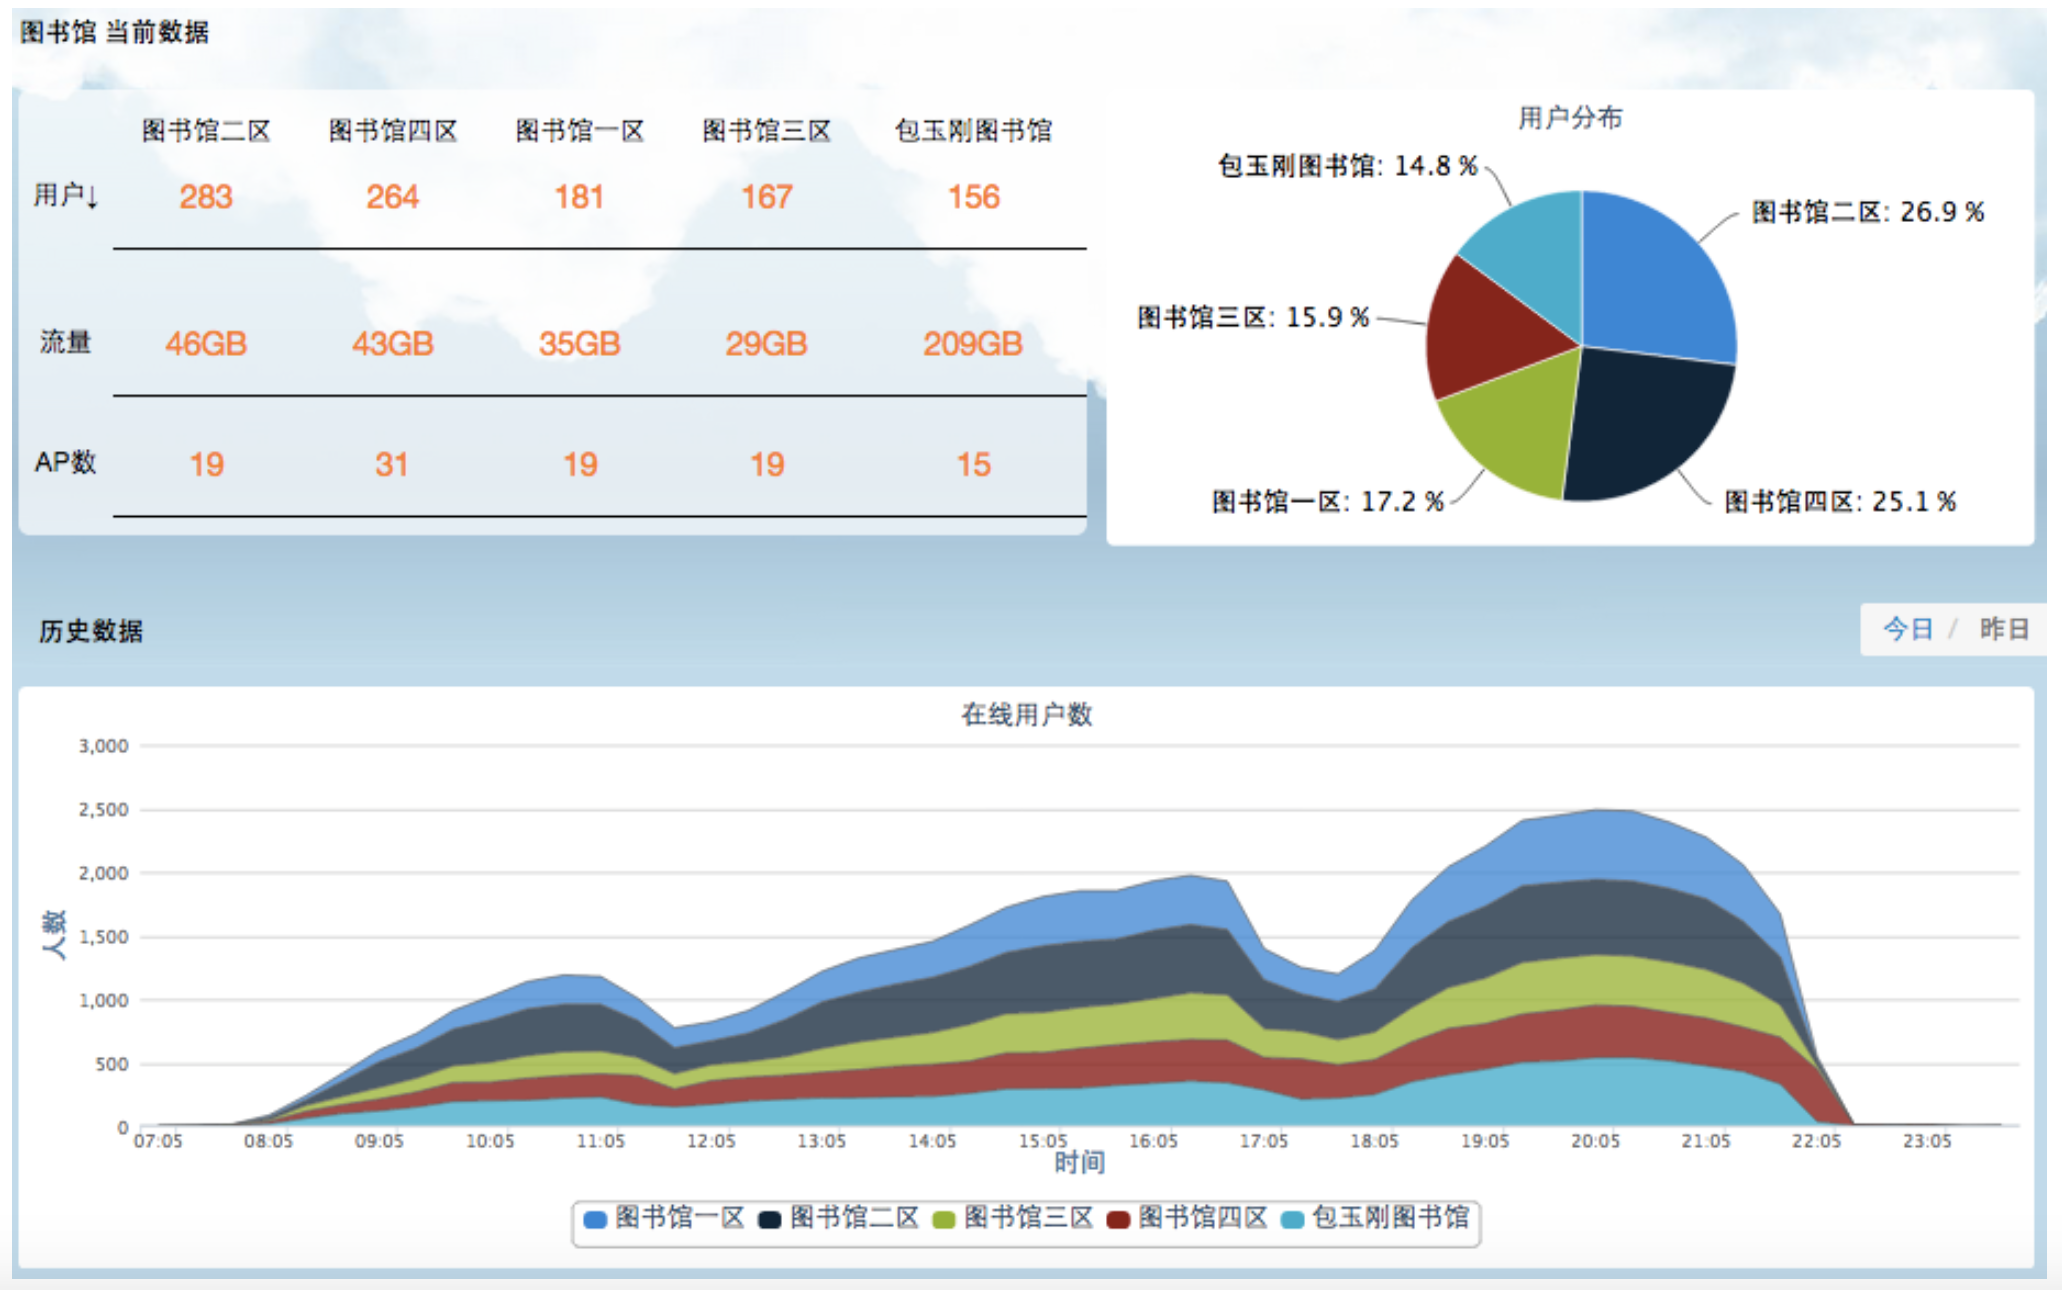 图书馆 当前数据
图书馆二区 图书馆四区 图书馆一区 图书馆三区 包玉刚图书馆
用户↓ 283 264 181 167 156
流量 46GB 43GB 35GB 29GB 209GB
AP数 19 31 19 19 15
用户分布
包玉刚图书馆: 14.8 %
图书馆二区: 26.9 %
图书馆三区: 15.9 %
图书馆一区: 17.2 %
图书馆四区: 25.1 %
历史数据
今日 / 昨日
在线用户数
3,000
2,500
2,000
1,500
1,000
500
0
人数
07:05 08:05 09:05 10:05 11:05 12:05 13:05 14:05 15:05 16:05 17:05 18:05 19:05 20:05 21:05 22:05 23:05
时间
图书馆一区 图书馆二区 图书馆三区 图书馆四区 包玉刚图书馆